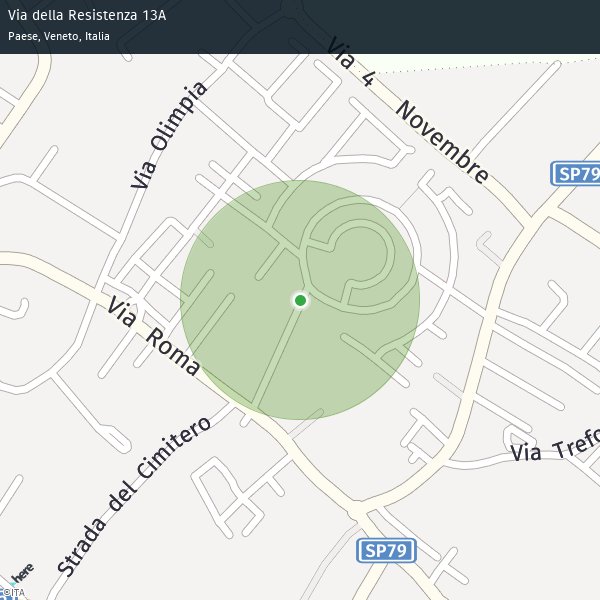 Via della Resistenza 13A
Paese, Veneto, Italia
Via 4 Novembre
Via Olimpia
SP79
Via Roma
Via Trefo
Strada del Cimitero
SP79
here
©ITA